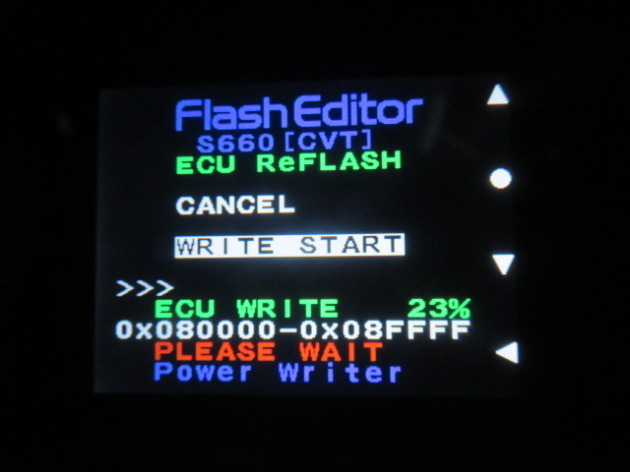 FlashEditor
S660[CVT]
ECU ReFLASH
CANCEL
WRITE START
>>>
ECU WRITE 23%
0x080000-0x08FFFF
PLEASE WAIT
Power Writer